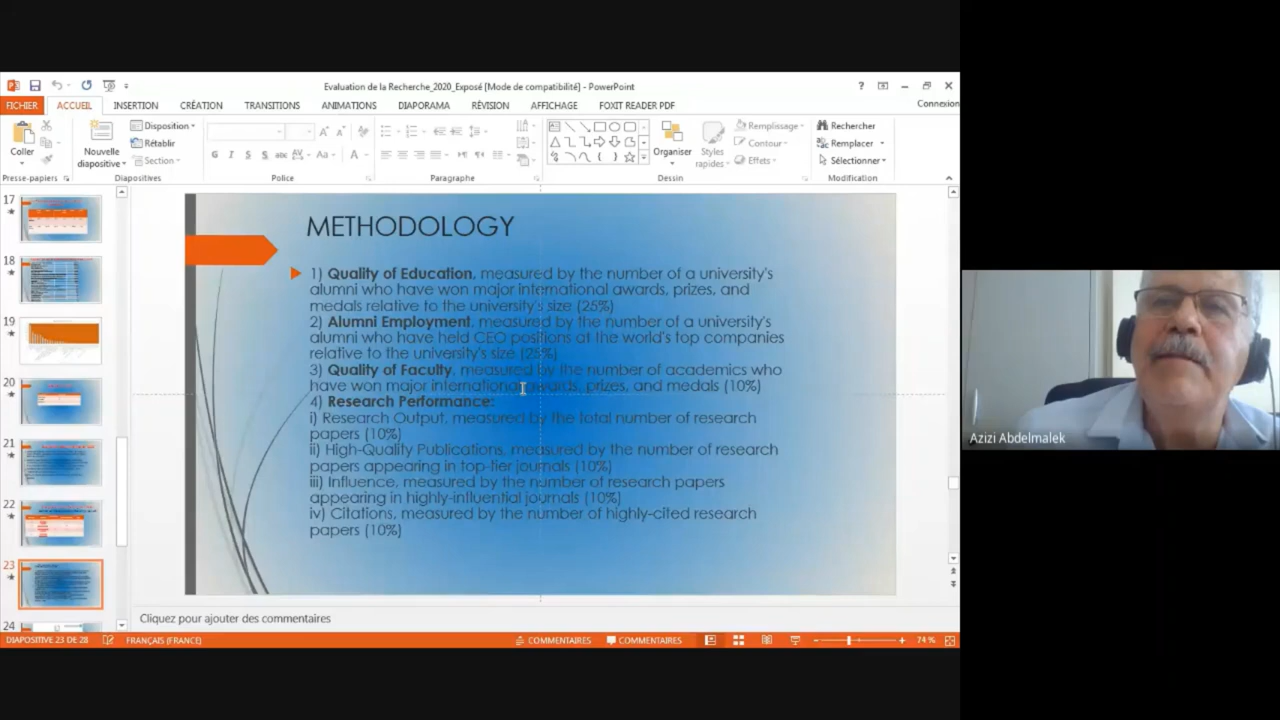 Evaluation de la Recherche_2020_Exposé [Mode de compatibilité] - PowerPoint
FICHIER ACCUEIL INSERTION CRÉATION TRANSITIONS ANIMATIONS DIAPORAMA RÉVISION AFFICHAGE FOXIT READER PDF Connexion
Coller
Nouvelle
diapositive
Disposition
Rétablir
Section
Organiser
Styles
rapides
Remplissage
Contour
Effets
Rechercher
Remplacer
Sélectionner
Presse-papiers Diapositives Police Paragraphe Dessin Modification
17
18
19
20
21
22
23
24
METHODOLOGY
1) Quality of Education, measured by the number of a university's
alumni who have won major international awards, prizes, and
medals relative to the university's size (25%)
2) Alumni Employment, measured by the number of a university's
alumni who have held CEO positions at the world's top companies
relative to the university's size (25%)
3) Quality of Faculty, measured by the number of academics who
have won major international awards, prizes, and medals (10%)
4) Research Performance:
i) Research Output, measured by the total number of research
papers (10%)
ii) High-Quality Publications, measured by the number of research
papers appearing in top-tier journals (10%)
iii) Influence, measured by the number of research papers
appearing in highly-influential journals (10%)
iv) Citations, measured by the number of highly-cited research
papers (10%)
Cliquez pour ajouter des commentaires
DIAPOSITIVE 23 DE 28 FRANÇAIS (FRANCE) COMMENTAIRES COMMENTAIRES 74 %
Azizi Abdelmalek